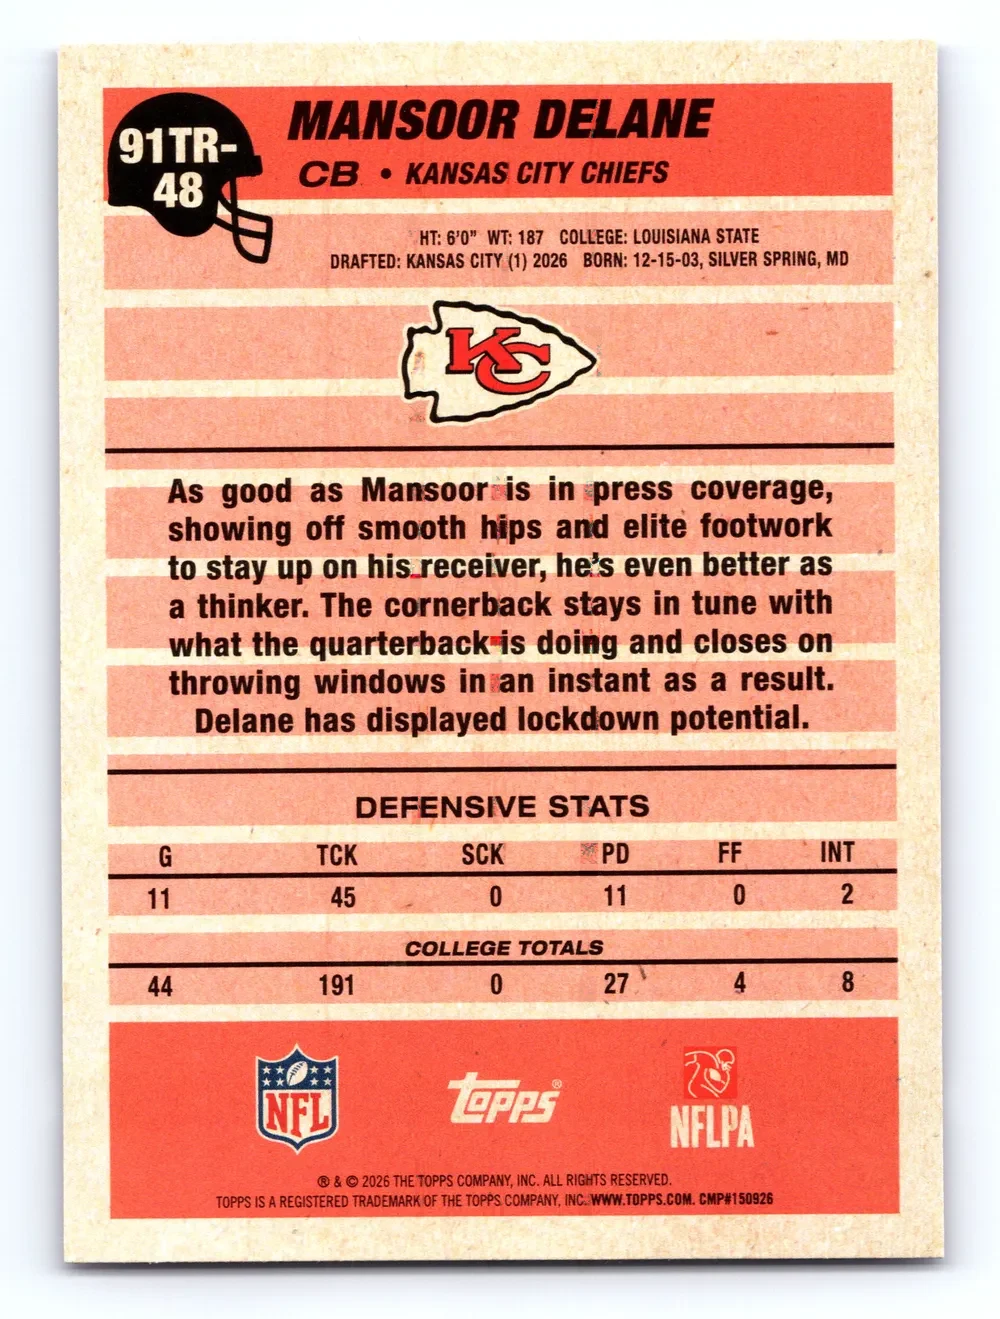 91TR-
48
MANSOOR DELANE
CB • KANSAS CITY CHIEFS
HT: 6'0" WT: 187 COLLEGE: LOUISIANA STATE
DRAFTED: KANSAS CITY (1) 2026 BORN: 12-15-03, SILVER SPRING, MD
KC
As good as Mansoor is in press coverage,
showing off smooth hips and elite footwork
to stay up on his receiver, he's even better as
a thinker. The cornerback stays in tune with
what the quarterback is doing and closes on
throwing windows in an instant as a result.
Delane has displayed lockdown potential.
DEFENSIVE STATS
G TCK SCK PD FF INT
11 45 0 11 0 2
COLLEGE TOTALS
44 191 0 27 4 8
NFL
topps®
NFLPA
® & © 2026 THE TOPPS COMPANY, INC. ALL RIGHTS RESERVED.
TOPPS IS A REGISTERED TRADEMARK OF THE TOPPS COMPANY, INC. WWW.TOPPS.COM. CMP#150926